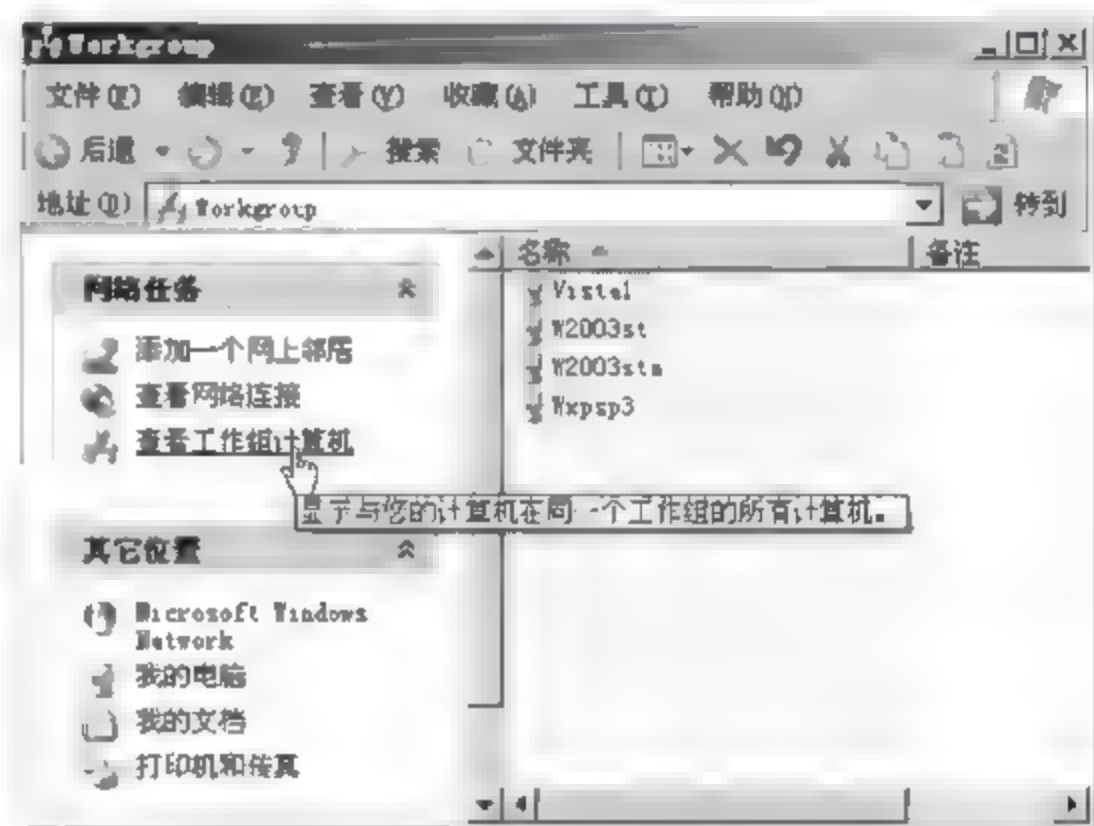 Workgroup
文件(F) 编辑(E) 查看(V) 收藏(A) 工具(T) 帮助(H)
后退 搜索 文件夹
地址(D) Workgroup 转到
名称 备注
网络任务
Vista1
W2003st
添加一个网上邻居
W2003stm
查看网络连接
Wxpsp3
查看工作组计算机
显示与您的计算机在同一个工作组的所有计算机。
其它位置
Microsoft Windows
Network
我的电脑
我的文档
打印机和传真